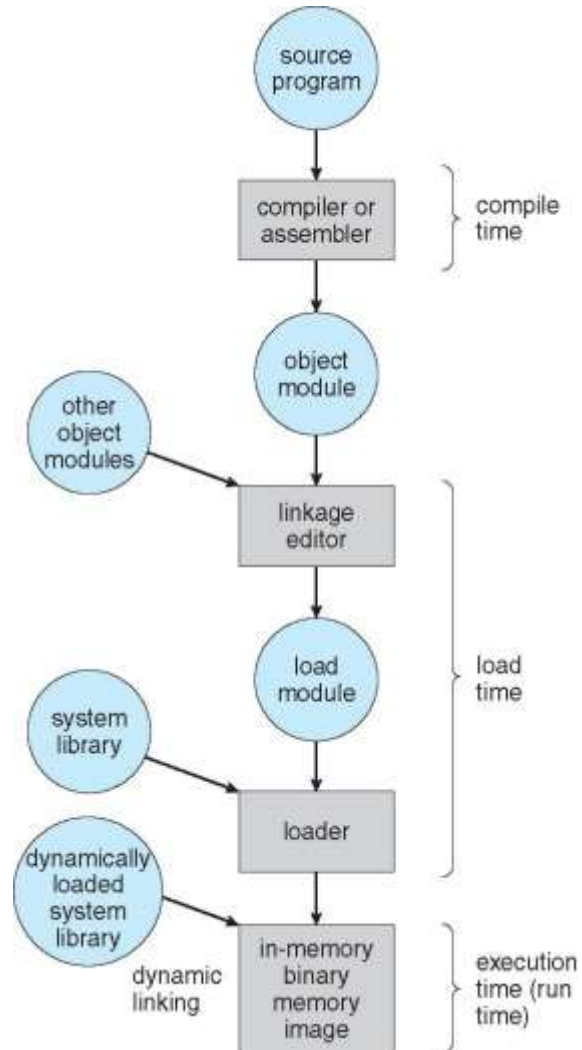 source
program
compiler or
assembler
compile
time
object
module
other
object
modules
linkage
editor
load
module
load
time
system
library
loader
dynamically
loaded
system
library
dynamic
linking
in-memory
binary
memory
image
execution
time (run
time)